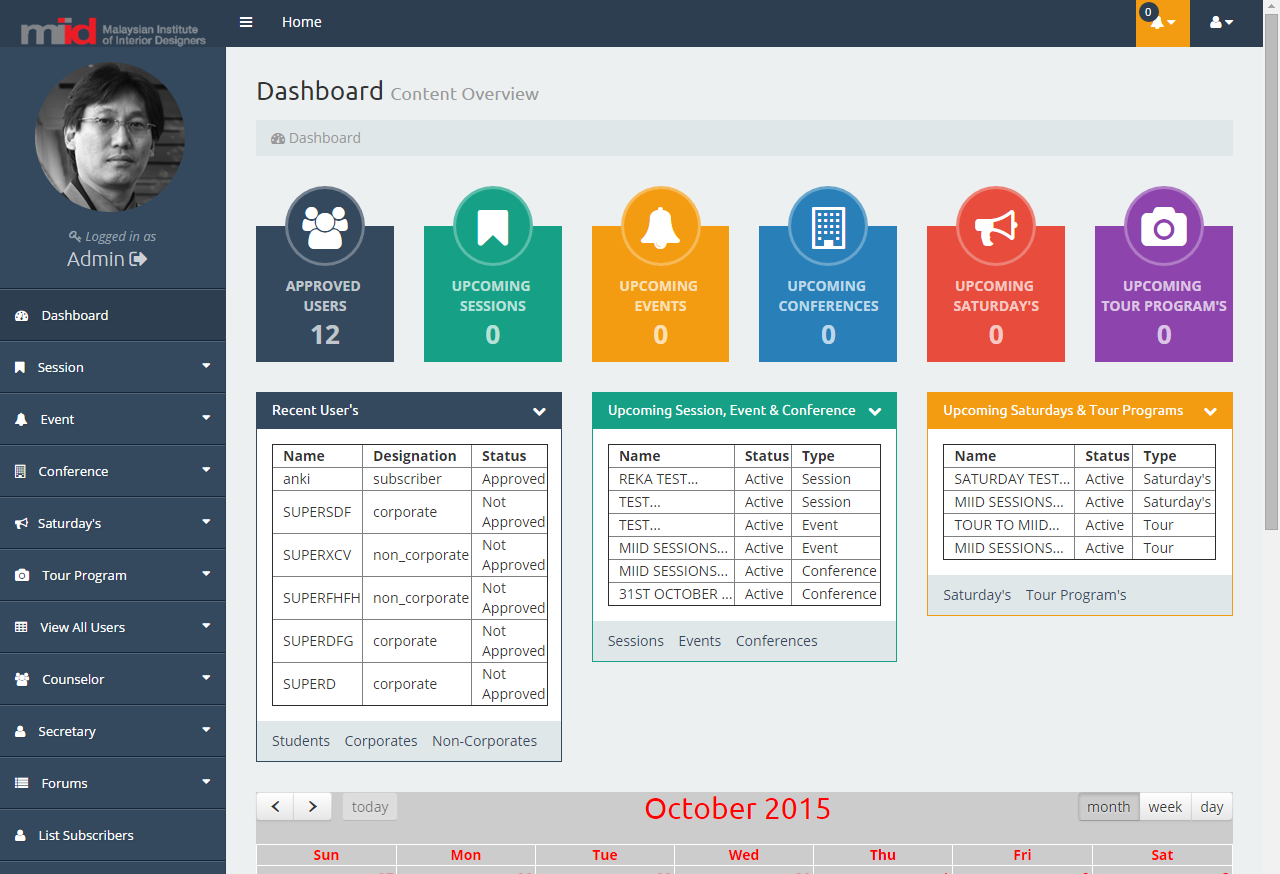 miid Malaysian Institute
of Interior Designers
Home
0
Logged in as
Admin
Dashboard
Session
Event
Conference
Saturday's
Tour Program
View All Users
Counselor
Secretary
Forums
List Subscribers
Dashboard Content Overview
Dashboard
APPROVED
USERS
12
UPCOMING
SESSIONS
0
UPCOMING
EVENTS
0
UPCOMING
CONFERENCES
0
UPCOMING
SATURDAY'S
0
UPCOMING
TOUR PROGRAM'S
0
Recent User's
Name Designation Status
anki subscriber Approved
SUPERSDF corporate Not Approved
SUPERXCV non_corporate Not Approved
SUPERFHFH non_corporate Not Approved
SUPERDFG corporate Not Approved
SUPERD corporate Not Approved
Students Corporates Non-Corporates
Upcoming Session, Event & Conference
Name Status Type
REKA TEST... Active Session
TEST... Active Session
TEST... Active Event
MIID SESSIONS... Active Event
MIID SESSIONS... Active Conference
31ST OCTOBER ... Active Conference
Sessions Events Conferences
Upcoming Saturdays & Tour Programs
Name Status Type
SATURDAY TEST... Active Saturday's
MIID SESSIONS... Active Saturday's
TOUR TO MIID... Active Tour
MIID SESSIONS... Active Tour
Saturday's Tour Program's
today October 2015 month week day
Sun Mon Tue Wed Thu Fri Sat